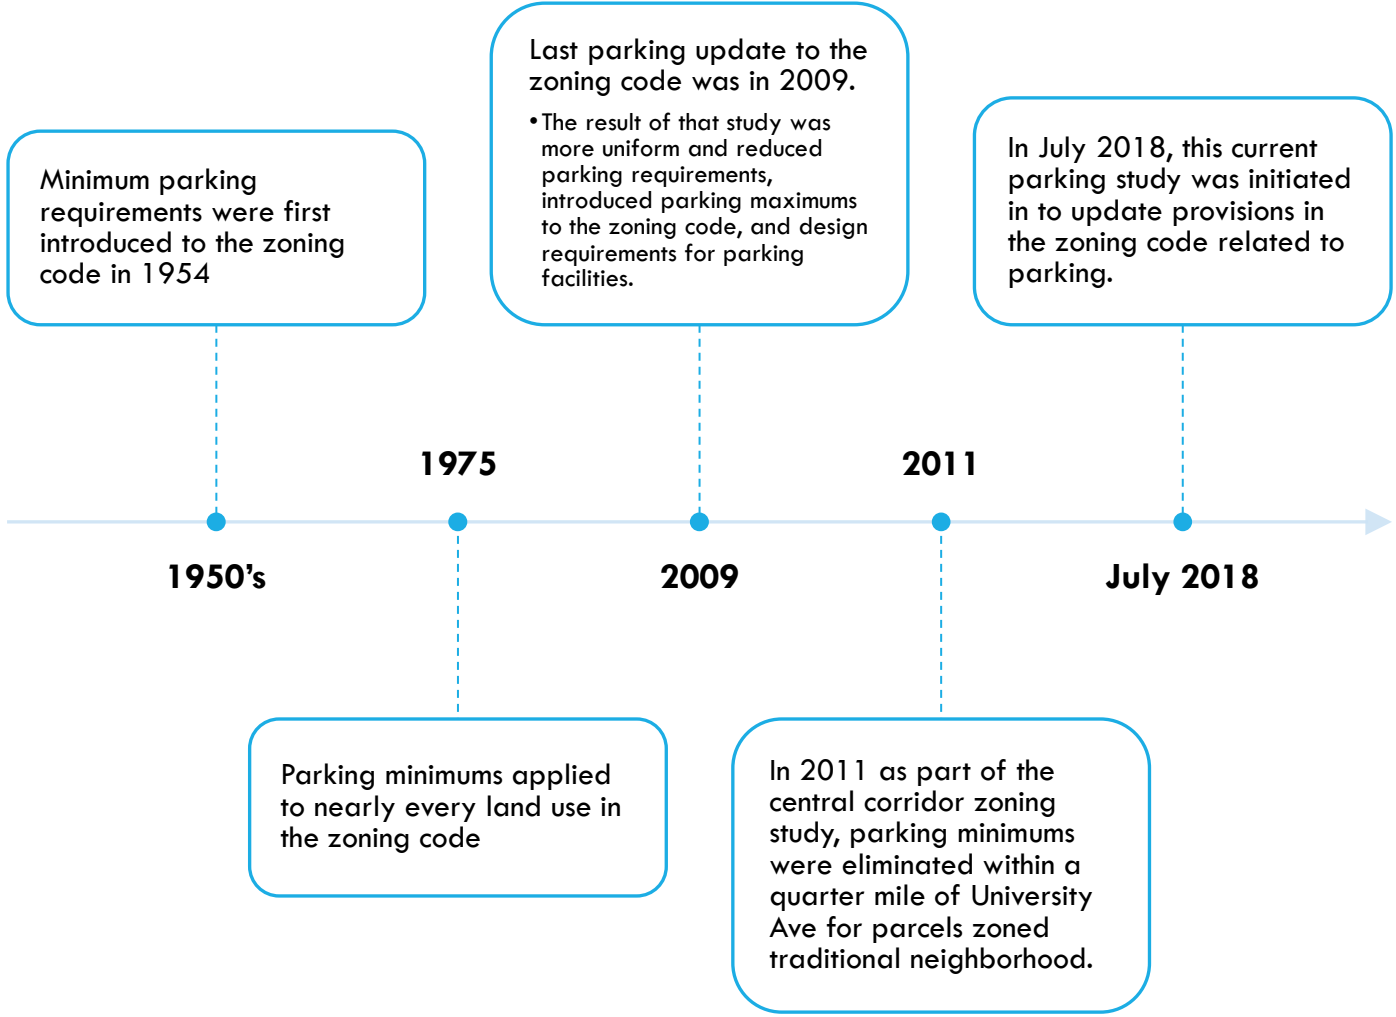 Minimum parking
requirements were first
introduced to the zoning
code in 1954
Last parking update to the
zoning code was in 2009.
•The result of that study was
more uniform and reduced
parking requirements,
introduced parking maximums
to the zoning code, and design
requirements for parking
facilities.
In July 2018, this current
parking study was initiated
in to update provisions in
the zoning code related to
parking.
1975
2011
1950's
2009
July 2018
Parking minimums applied
to nearly every land use in
the zoning code
In 2011 as part of the
central corridor zoning
study, parking minimums
were eliminated within a
quarter mile of University
Ave for parcels zoned
traditional neighborhood.